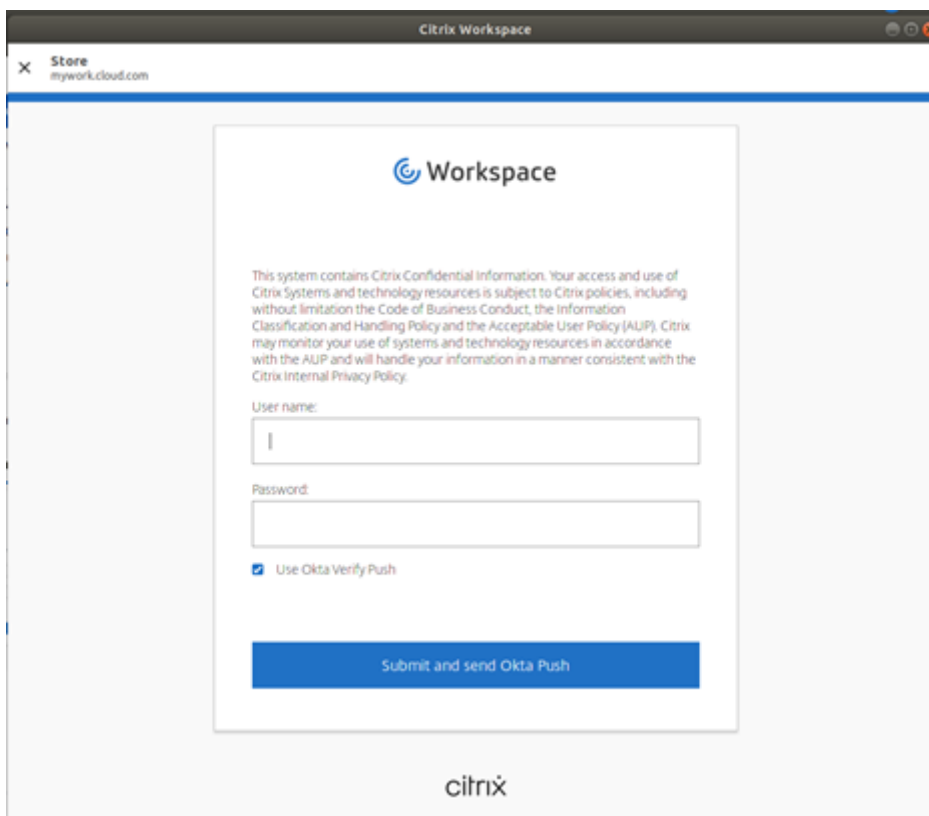 Citrix Workspace
Store
mywork.cloud.com
Workspace
This system contains Citrix Confidential Information. Your access and use of
Citrix Systems and technology resources is subject to Citrix policies, including
without limitation the Code of Business Conduct, the Information
Classification and Handling Policy and the Acceptable User Policy (AUP). Citrix
may monitor your use of systems and technology resources in accordance
with the AUP and will handle your information in a manner consistent with the
Citrix Internal Privacy Policy.
User name:
Password:
Use Okta Verify Push
Submit and send Okta Push
citrix